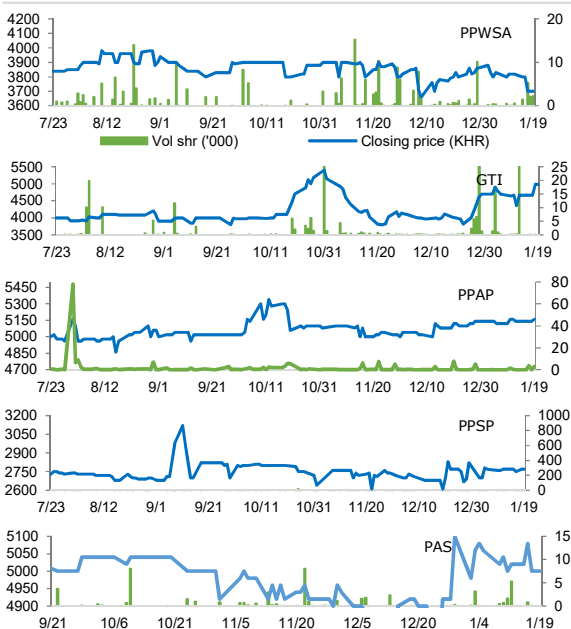 4200 20
4100
4000 PPWSA
3900 10
3800
3700
3600 0
7/23 8/12 9/1 9/21 10/11 10/31 11/20 12/10 12/30 1/19
Vol shr ('000) Closing price (KHR)
5500 25
5000 GTI 20
4500 15
4000 10
5
3500 0
7/23 8/12 9/1 9/21 10/11 10/31 11/20 12/10 12/30 1/19
5450 80
5300 PPAP 60
5150
5000 40
4850 20
4700 0
7/23 8/12 9/1 9/21 10/11 10/31 11/20 12/10 12/30 1/19
3200 1000
PPSP 800
3050
2900 600
2750 400
200
2600 0
7/23 8/12 9/1 9/21 10/11 10/31 11/20 12/10 12/30 1/19
5100 15
PAS
5050 10
5000
4950 5
4900 0
9/21 10/6 10/21 11/5 11/20 12/5 12/20 1/4 1/19